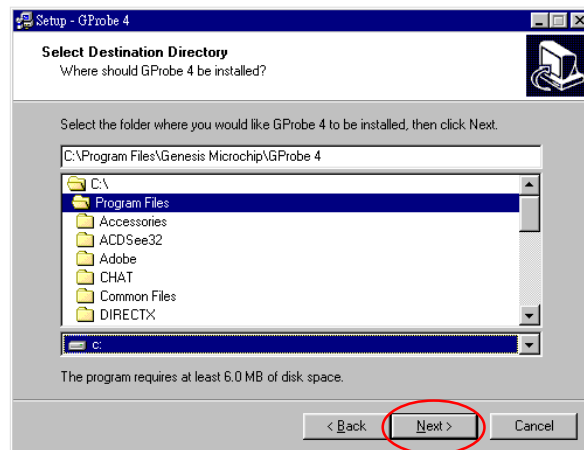 Setup - GProbe 4
Select Destination Directory
Where should GProbe 4 be installed?
Select the folder where you would like GProbe 4 to be installed, then click Next.
C:\Program Files\Genesis Microchip\GProbe 4
C:\
Program Files
Accessories
ACDSee32
Adobe
CHAT
Common Files
DIRECTX
c:
The program requires at least 6.0 MB of disk space.
< Back
Next >
Cancel